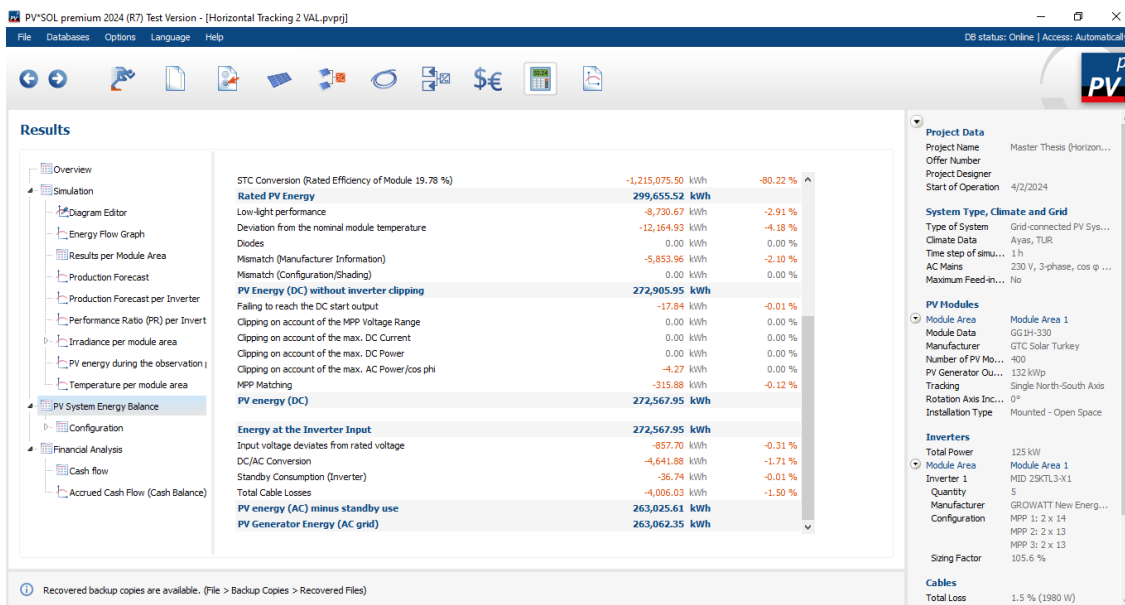 PV*SOL premium 2024 (R7) Test Version - [Horizontal Tracking 2 VAL.pvprj]
File Databases Options Language Help
DB status: Online | Access: Automatically
$€
52,24
PV
Results
Overview
Simulation
Diagram Editor
Energy Flow Graph
Results per Module Area
Production Forecast
Production Forecast per Inverter
Performance Ratio (PR) per Invert
Irradiance per module area
PV energy during the observation p
Temperature per module area
PV System Energy Balance
Configuration
Financial Analysis
Cash flow
Accrued Cash Flow (Cash Balance)
STC Conversion (Rated Efficiency of Module 19.78 %) -1,215,075.50 kWh -80.22 %
Rated PV Energy 299,655.52 kWh
Low-light performance -8,730.67 kWh -2.91 %
Deviation from the nominal module temperature -12,164.93 kWh -4.18 %
Diodes 0.00 kWh 0.00 %
Mismatch (Manufacturer Information) -5,853.96 kWh -2.10 %
Mismatch (Configuration/Shading) 0.00 kWh 0.00 %
PV Energy (DC) without inverter clipping 272,905.95 kWh
Failing to reach the DC start output -17.84 kWh -0.01 %
Clipping on account of the MPP Voltage Range 0.00 kWh 0.00 %
Clipping on account of the max. DC Current 0.00 kWh 0.00 %
Clipping on account of the max. DC Power 0.00 kWh 0.00 %
Clipping on account of the max. AC Power/cos phi -4.27 kWh 0.00 %
MPP Matching -315.88 kWh -0.12 %
PV energy (DC) 272,567.95 kWh
Energy at the Inverter Input 272,567.95 kWh
Input voltage deviates from rated voltage -857.70 kWh -0.31 %
DC/AC Conversion -4,641.88 kWh -1.71 %
Standby Consumption (Inverter) -36.74 kWh -0.01 %
Total Cable Losses -4,006.03 kWh -1.50 %
PV energy (AC) minus standby use 263,025.61 kWh
PV Generator Energy (AC grid) 263,062.35 kWh
Project Data
Project Name Master Thesis (Horizon...
Offer Number
Project Designer
Start of Operation 4/2/2024
System Type, Climate and Grid
Type of System Grid-connected PV Sys...
Climate Data Ayas, TUR
Time step of simu... 1 h
AC Mains 230 V, 3-phase, cos φ ...
Maximum Feed-in... No
PV Modules
Module Area Module Area 1
Module Data GG1H-330
Manufacturer GTC Solar Turkey
Number of PV Mo... 400
PV Generator Ou... 132 kWp
Tracking Single North-South Axis
Rotation Axis Inc... 0°
Installation Type Mounted - Open Space
Inverters
Total Power 125 kW
Module Area Module Area 1
Inverter 1 MID 25KTL3-X1
Quantity 5
Manufacturer GROWATT New Energ...
Configuration MPP 1: 2 x 14
MPP 2: 2 x 13
MPP 3: 2 x 13
Sizing Factor 105.6 %
Cables
Total Loss 1.5 % (1980 W)
Recovered backup copies are available. (File > Backup Copies > Recovered Files)